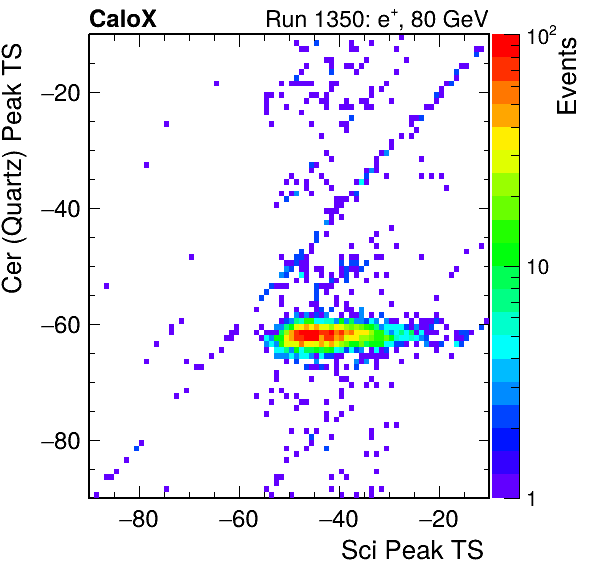 CaloX Run 1350: e⁺, 80 GeV
Cer (Quartz) Peak TS
−20
−40
−60
−80
−80 −60 −40 −20
Sci Peak TS
10²
10
1
Events